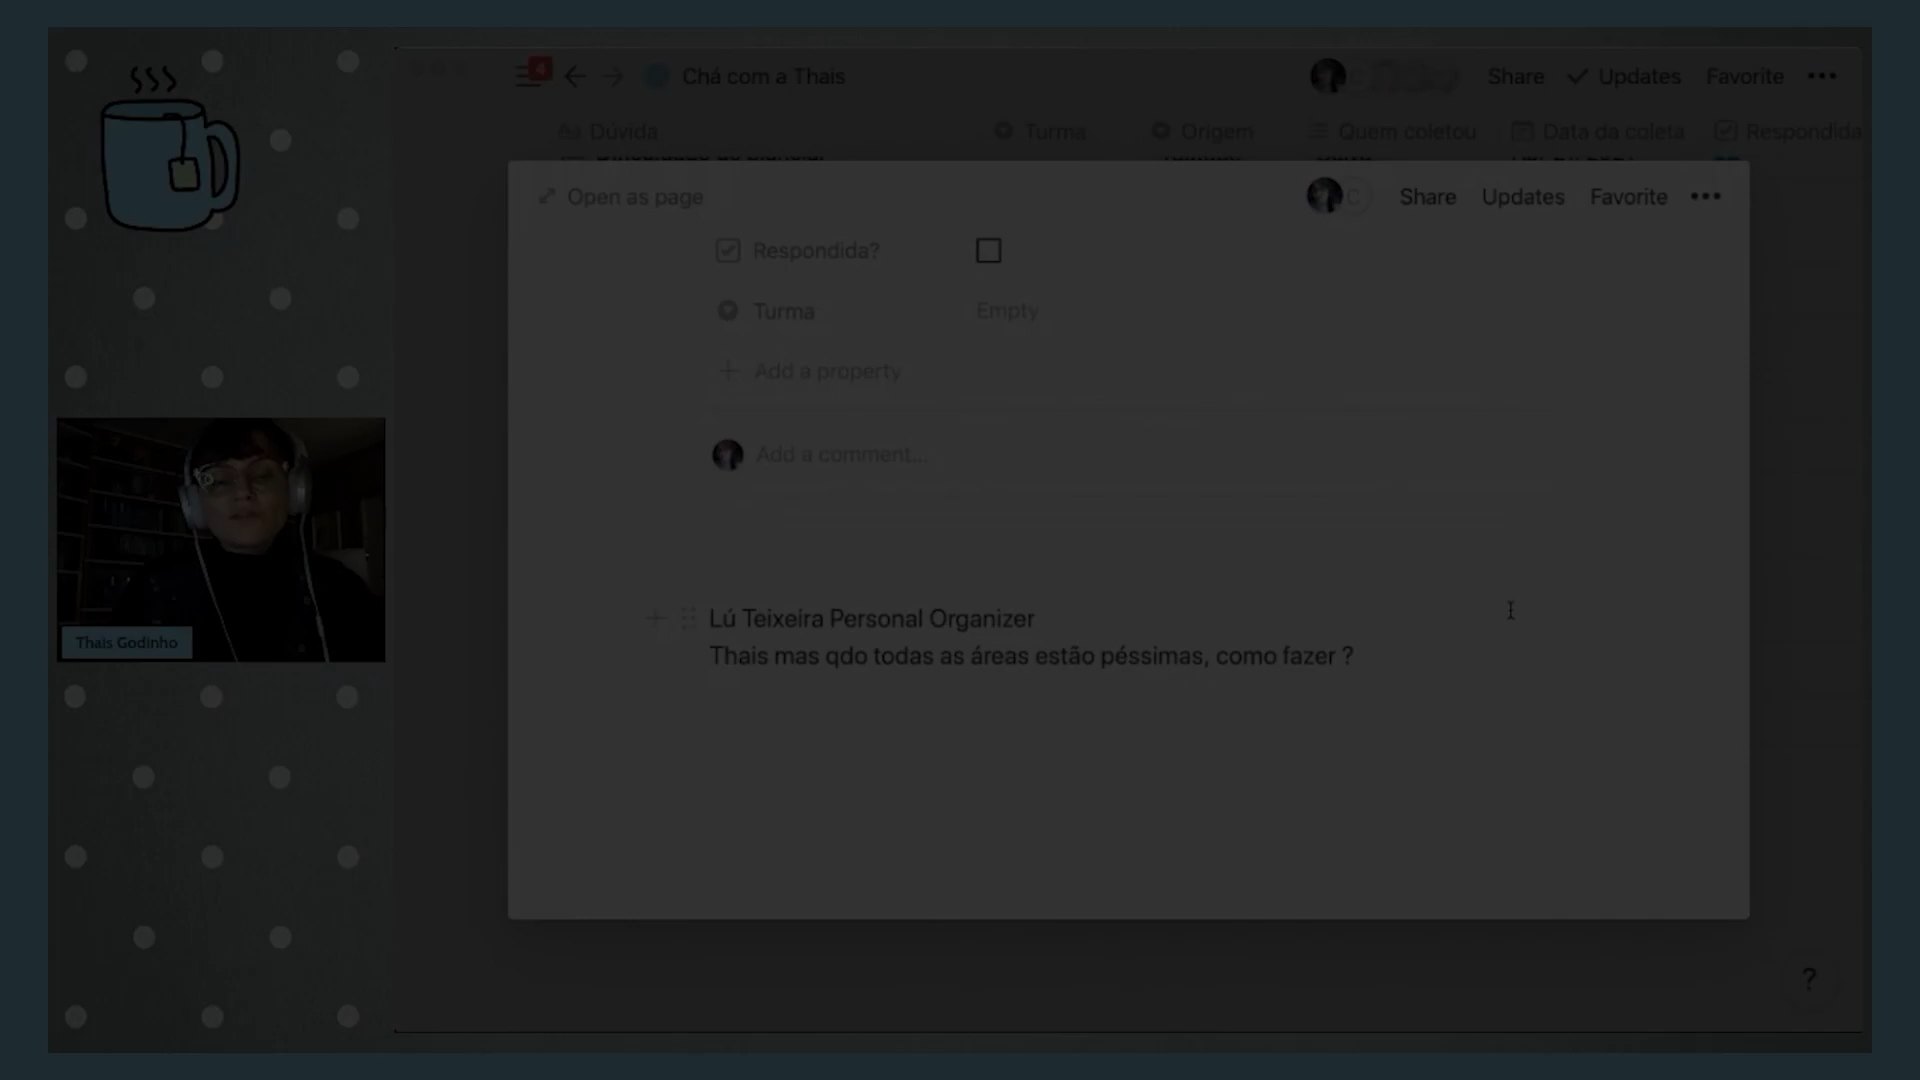 4
Chá com a Thais
Share
Updates
Favorite
Aa Dúvida
Turma
Origem
Quem coletou
Data da coleta
Respondida
Open as page
C
Share
Updates
Favorite
Respondida?
Turma
Empty
Add a property
Add a comment...
Thais Godinho
Lú Teixeira Personal Organizer
Thais mas qdo todas as áreas estão péssimas, como fazer ?
?